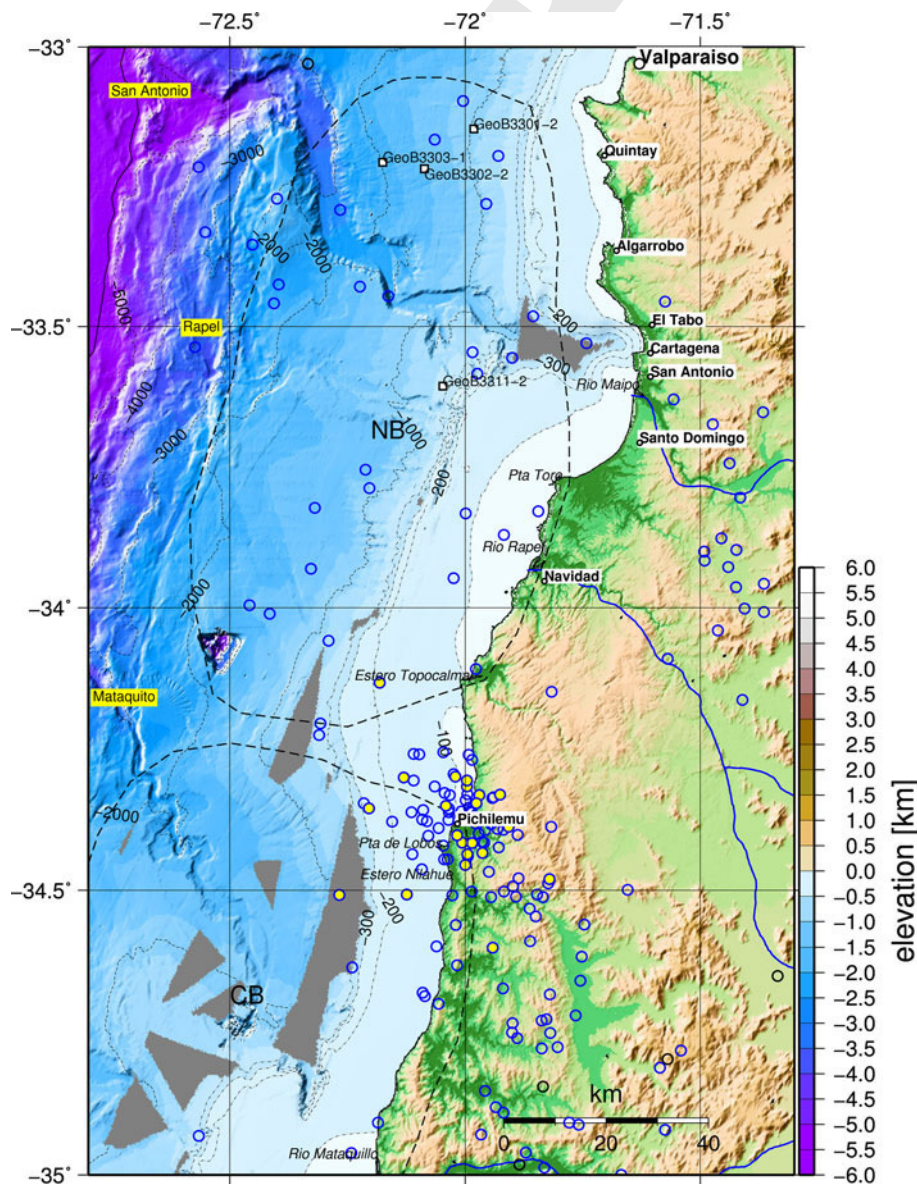 −72.5 −72 −71.5
−33
Valparaiso
San Antonio
−3000
GeoB3301-2
GeoB3303-1
GeoB3302-2
Quintay
−2000
−2000
Algarrobo
−5000
−200
El Tabo
Rapel
−33.5
−300
Cartagena
San Antonio
GeoB3311-2
Rio Maipo
−4000
−1000
NB
−3000
Santo Domingo
−200
Pta Toro
Rio Rapel
Navidad
−2000
−34
Estero Topocalma
Mataquito
−100
−2000
Pichilemu
Pta de Lobos
Estero Nilahue
−34.5
−200
−300
CB
km
0 20 40
Rio Mataquillo
−35
6.0
5.5
5.0
4.5
4.0
3.5
3.0
2.5
2.0
1.5
1.0
0.5
0.0
−0.5
−1.0
−1.5
−2.0
−2.5
−3.0
−3.5
−4.0
−4.5
−5.0
−5.5
−6.0
elevation [km]